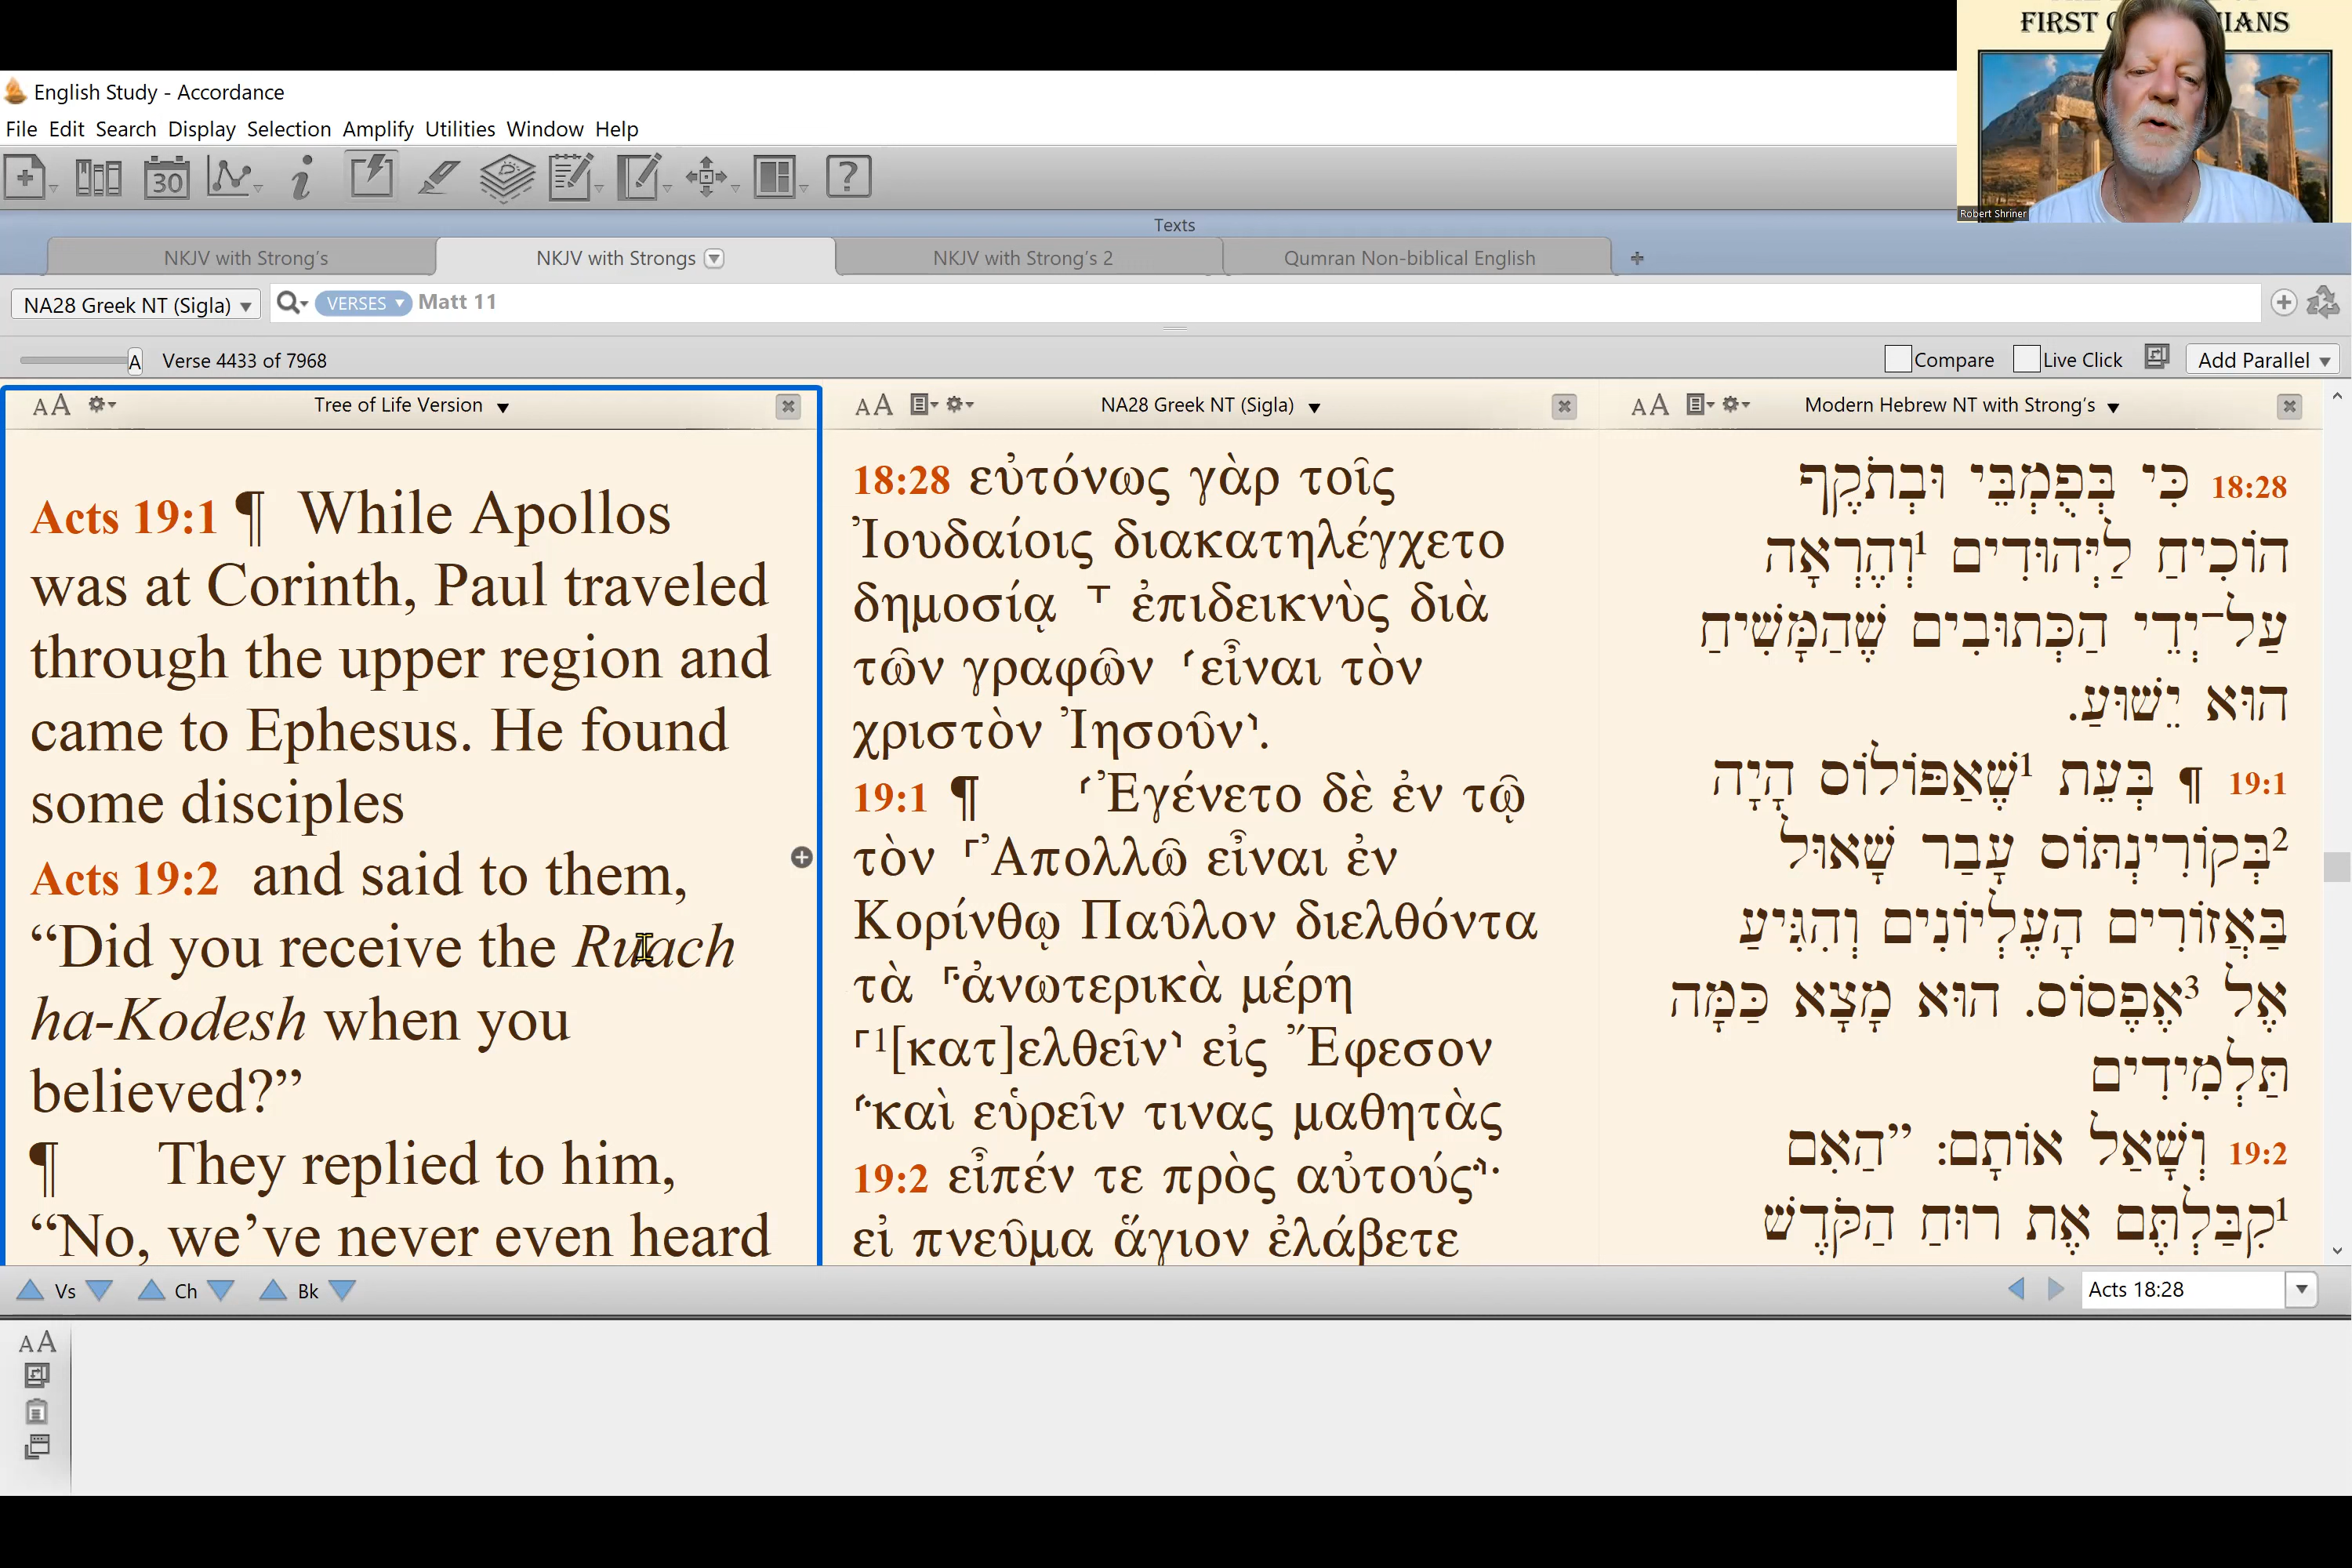 FIRST C
IANS
Robert Shriner
English Study - Accordance
File Edit Search Display Selection Amplify Utilities Window Help
30
Texts
NKJV with Strong's
NKJV with Strongs
NKJV with Strong's 2
Qumran Non-biblical English
NA28 Greek NT (Sigla)
VERSES
Matt 11
A Verse 4433 of 7968
Compare
Live Click
Add Parallel
AA Tree of Life Version
Acts 19:1 ¶ While Apollos
was at Corinth, Paul traveled
through the upper region and
came to Ephesus. He found
some disciples
Acts 19:2 and said to them,
“Did you receive the Ruach
ha-Kodesh when you
believed?”
¶ They replied to him,
“No, we’ve never even heard
AA NA28 Greek NT (Sigla)
18:28 εὐτόνως γὰρ τοῖς
Ἰουδαίοις διακατηλέγχετο
δημοσίᾳ ⸆ ἐπιδεικνὺς διὰ
τῶν γραφῶν ⸂εἶναι τὸν
χριστὸν Ἰησοῦν⸃.
19:1 ¶ ⸂Ἐγένετο δὲ ἐν τῷ
τὸν ⸀Ἀπολλῶ εἶναι ἐν
Κορίνθῳ Παῦλον διελθόντα
τὰ ⸁ἀνωτερικὰ μέρη
⸀1[κατ]ελθεῖν⸃ εἰς Ἔφεσον
⸄καὶ εὑρεῖν τινας μαθητὰς
19:2 εἶπέν τε πρὸς αὐτούς⸅·
εἰ πνεῦμα ἅγιον ἐλάβετε
AA Modern Hebrew NT with Strong's
18:28 כִּי בְּפֻמְבֵּי וּבְתֹקֶף
הוֹכִיחַ לַיְּהוּדִים 1וְהֶרְאָה
עַל־יְדֵי הַכְּתוּבִים שֶׁהַמָּשִׁיחַ
הוּא יֵשׁוּעַ.
19:1 ¶ בְּעֵת 1שֶׁאַפּוֹלוֹס הָיָה
2בְּקוֹרִינְתּוֹס עָבַר שָׁאוּל
בַּאֲזוֹרִים הָעֶלְיוֹנִים וְהִגִּיעַ
אֶל 3אֶפֶסוֹס. הוּא מָצָא כַּמָּה
תַּלְמִידִים
19:2 וְשָׁאַל אוֹתָם: ”הַאִם
1קִבַּלְתֶּם אֶת רוּחַ הַקֹּדֶשׁ
Vs Ch Bk
Acts 18:28
AA